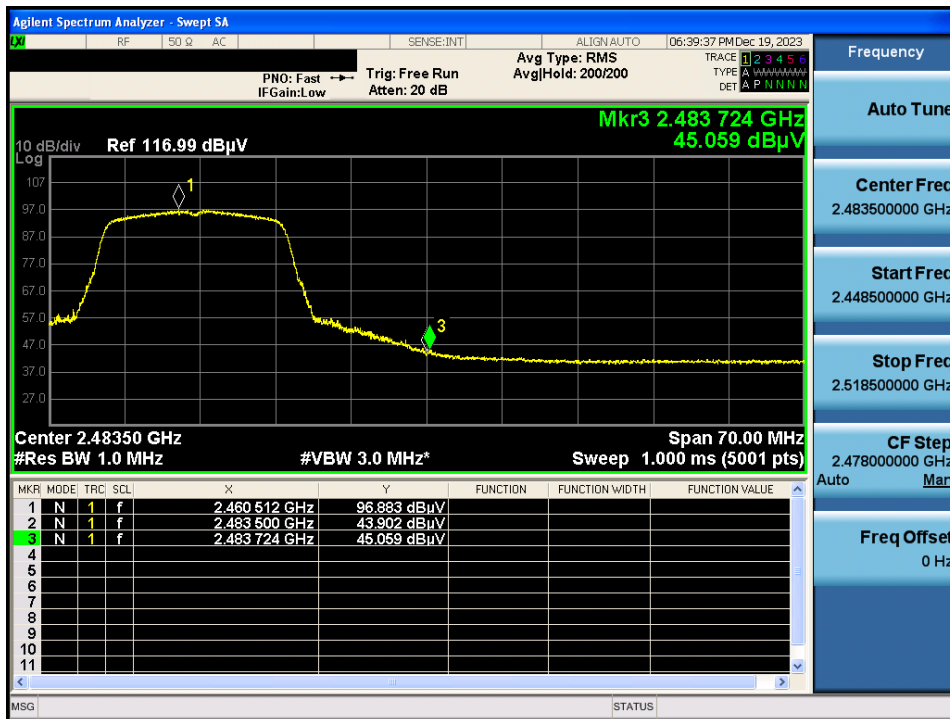 Agilent Spectrum Analyzer - Swept SA
LXI RF 50 Ω AC SENSE:INT ALIGN AUTO 06:39:37 PM Dec 19, 2023
PNO: Fast
IFGain:Low
Trig: Free Run
Atten: 20 dB
Avg Type: RMS
Avg|Hold: 200/200
TRACE 1 2 3 4 5 6
TYPE A WWWWW
DET A P N N N N
Mkr3 2.483 724 GHz
45.059 dBµV
10 dB/div Ref 116.99 dBµV
Log
107
97.0
87.0
77.0
67.0
57.0
47.0
37.0
27.0
1
3
Center 2.48350 GHz Span 70.00 MHz
#Res BW 1.0 MHz #VBW 3.0 MHz* Sweep 1.000 ms (5001 pts)
MKR MODE TRC SCL X Y FUNCTION FUNCTION WIDTH FUNCTION VALUE
1 N 1 f 2.460 512 GHz 96.883 dBµV
2 N 1 f 2.483 500 GHz 43.902 dBµV
3 N 1 f 2.483 724 GHz 45.059 dBµV
4
5
6
7
8
9
10
11
MSG STATUS
Frequency
Auto Tune
Center Freq
2.483500000 GHz
Start Freq
2.448500000 GHz
Stop Freq
2.518500000 GHz
CF Step
2.478000000 GHz
Auto Man
Freq Offset
0 Hz